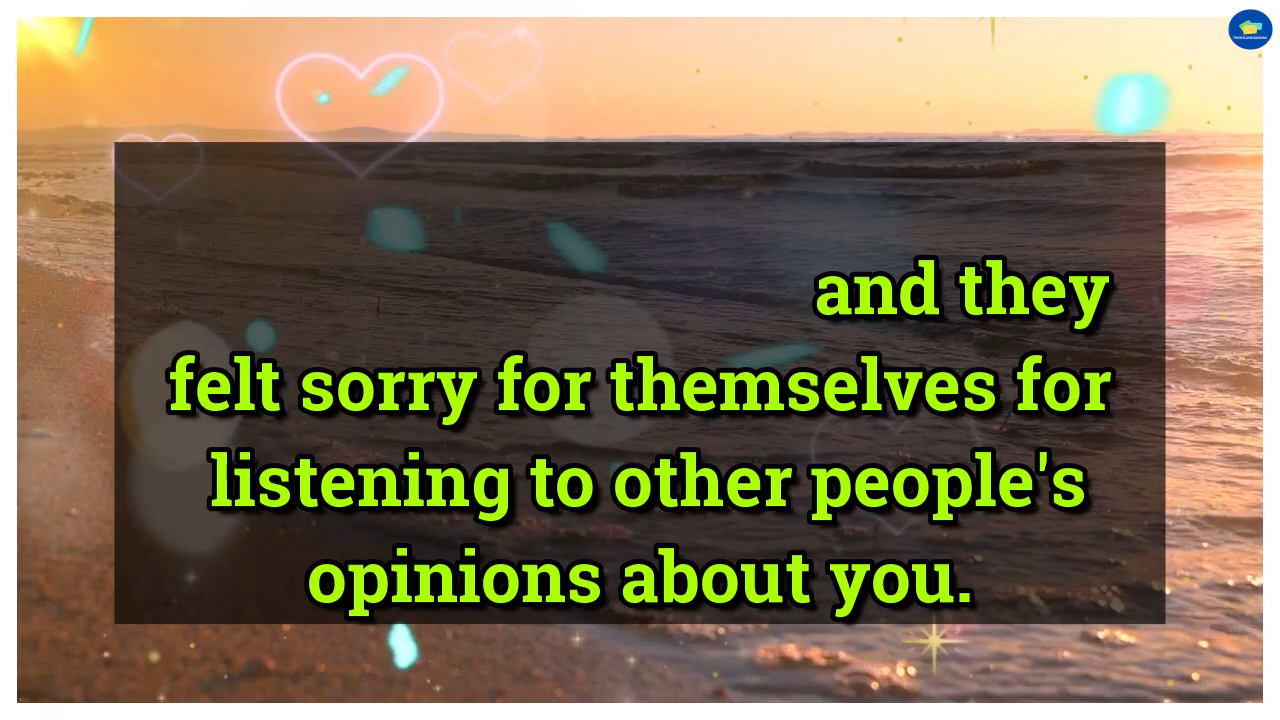 and they
felt sorry for themselves for
listening to other people's
opinions about you.